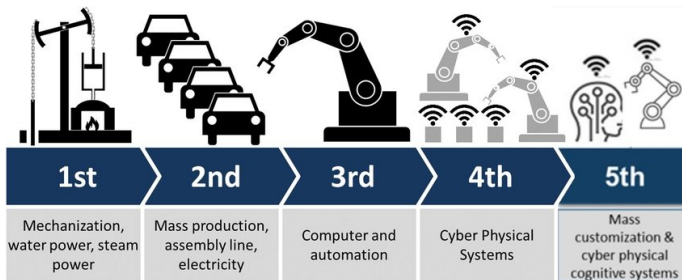 1st
2nd
3rd
4th
5th
Mechanization,
water power, steam
power
Mass production,
assembly line,
electricity
Computer and
automation
Cyber Physical
Systems
Mass
customization &
cyber physical
cognitive systems